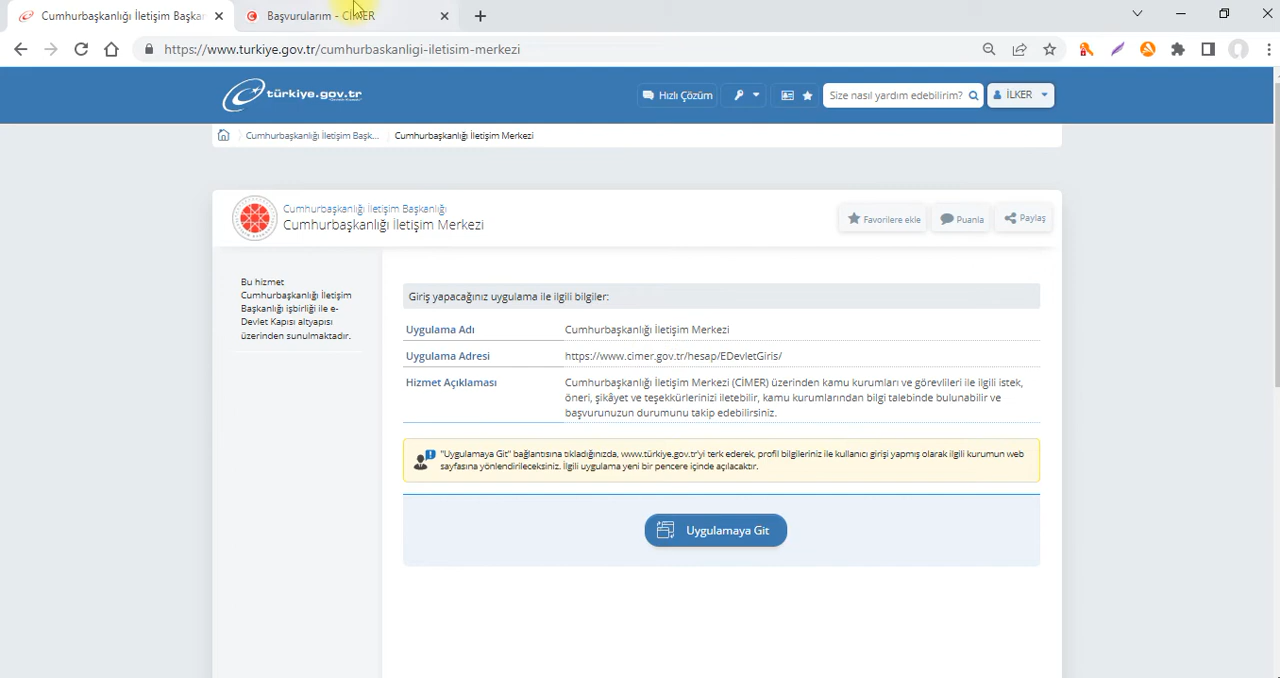 Cumhurbaşkanlığı İletişim Başkan
Başvurularım - CİMER
https://www.turkiye.gov.tr/cumhurbaskanligi-iletisim-merkezi
türkiye.gov.tr
Hızlı Çözüm
Size nasıl yardım edebilirim?
İLKER
Cumhurbaşkanlığı İletişim Başk...
Cumhurbaşkanlığı İletişim Merkezi
Cumhurbaşkanlığı İletişim Başkanlığı
Cumhurbaşkanlığı İletişim Merkezi
Favorilere ekle
Puanla
Paylaş
Bu hizmet
Cumhurbaşkanlığı İletişim
Başkanlığı işbirliği ile e-
Devlet Kapısı altyapısı
üzerinden sunulmaktadır.
Giriş yapacağınız uygulama ile ilgili bilgiler:
Uygulama Adı Cumhurbaşkanlığı İletişim Merkezi
Uygulama Adresi https://www.cimer.gov.tr/hesap/EDevletGiris/
Hizmet Açıklaması Cumhurbaşkanlığı İletişim Merkezi (CİMER) üzerinden kamu kurumları ve görevlileri ile ilgili istek,
öneri, şikâyet ve teşekkürlerinizi iletebilir, kamu kurumlarından bilgi talebinde bulunabilir ve
başvurunuzun durumunu takip edebilirsiniz.
"Uygulamaya Git" bağlantısına tıkladığınızda, www.türkiye.gov.tr'yi terk ederek, profil bilgileriniz ile kullanıcı girişi yapmış olarak ilgili kurumun web
sayfasına yönlendirileceksiniz. İlgili uygulama yeni bir pencere içinde açılacaktır.
Uygulamaya Git